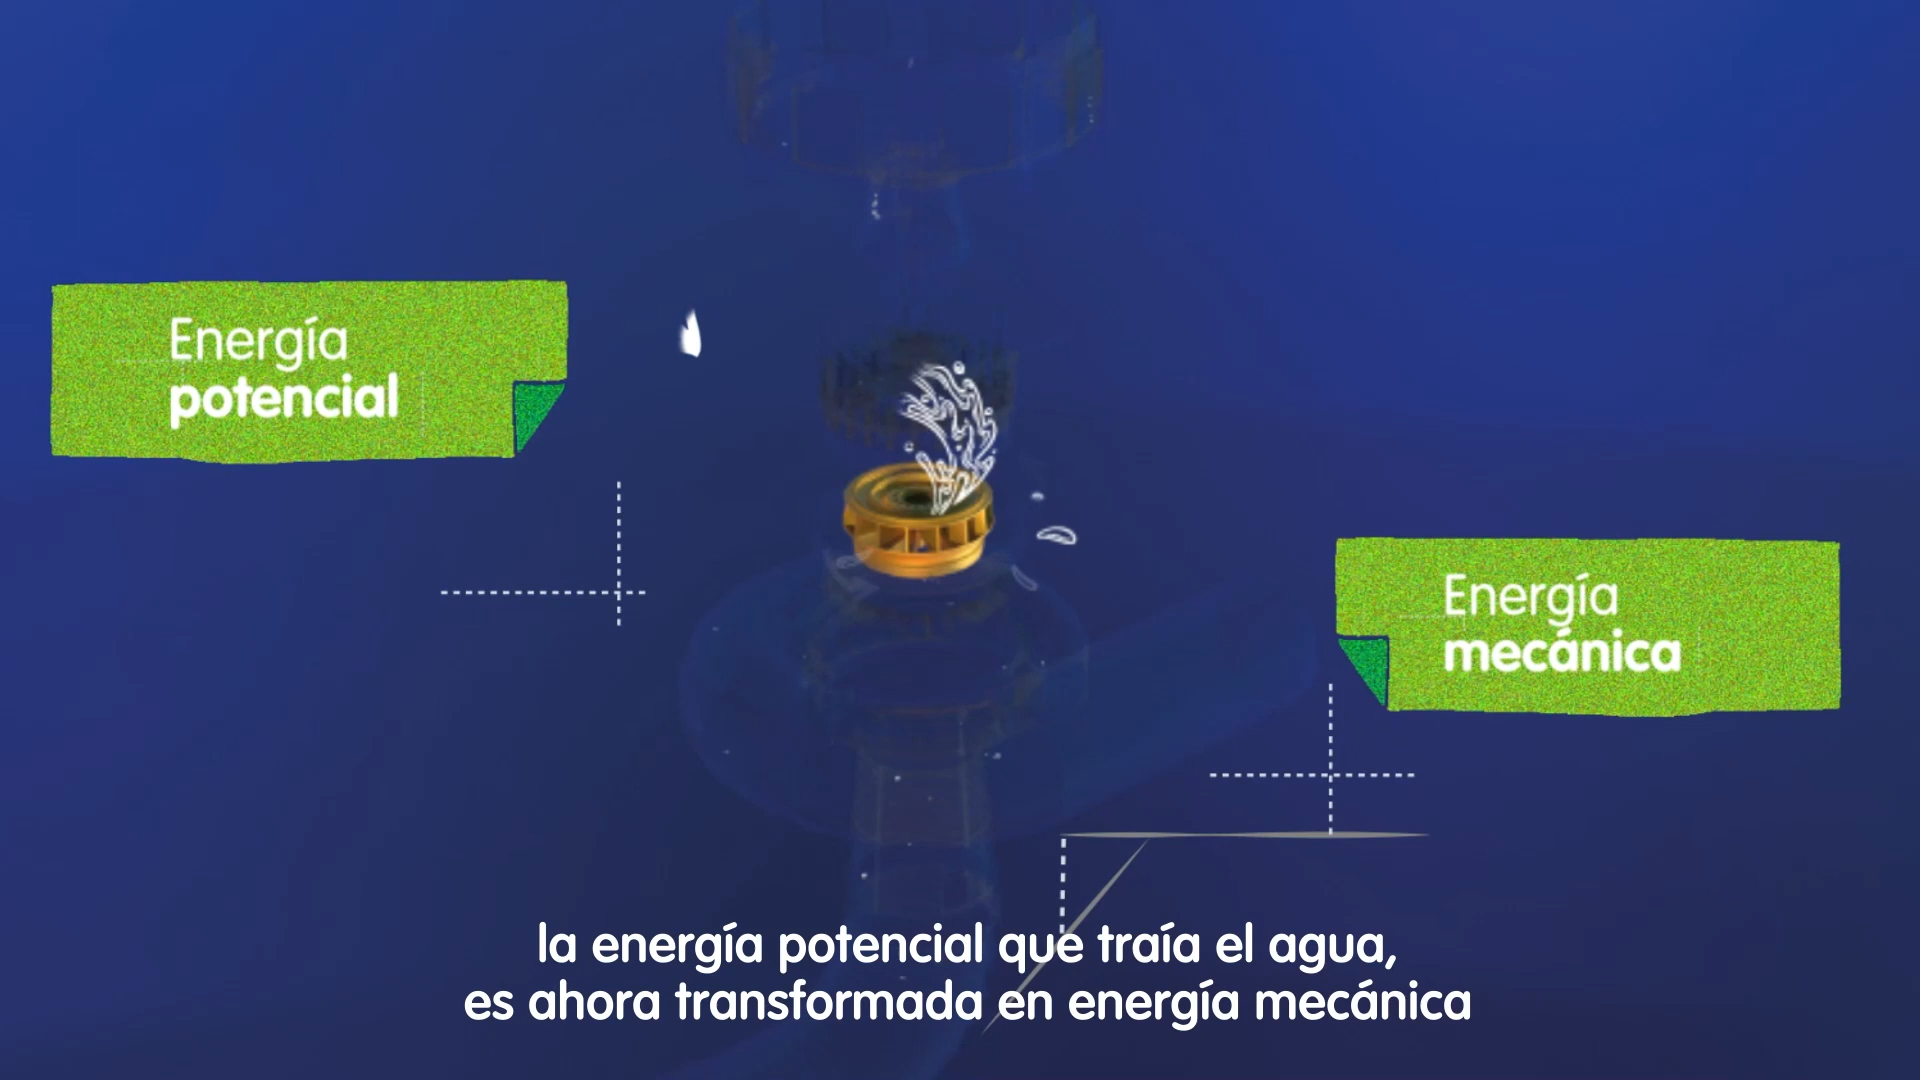 Energía
potencial
Energía
mecánica
la energía potencial que traía el agua,
es ahora transformada en energía mecánica